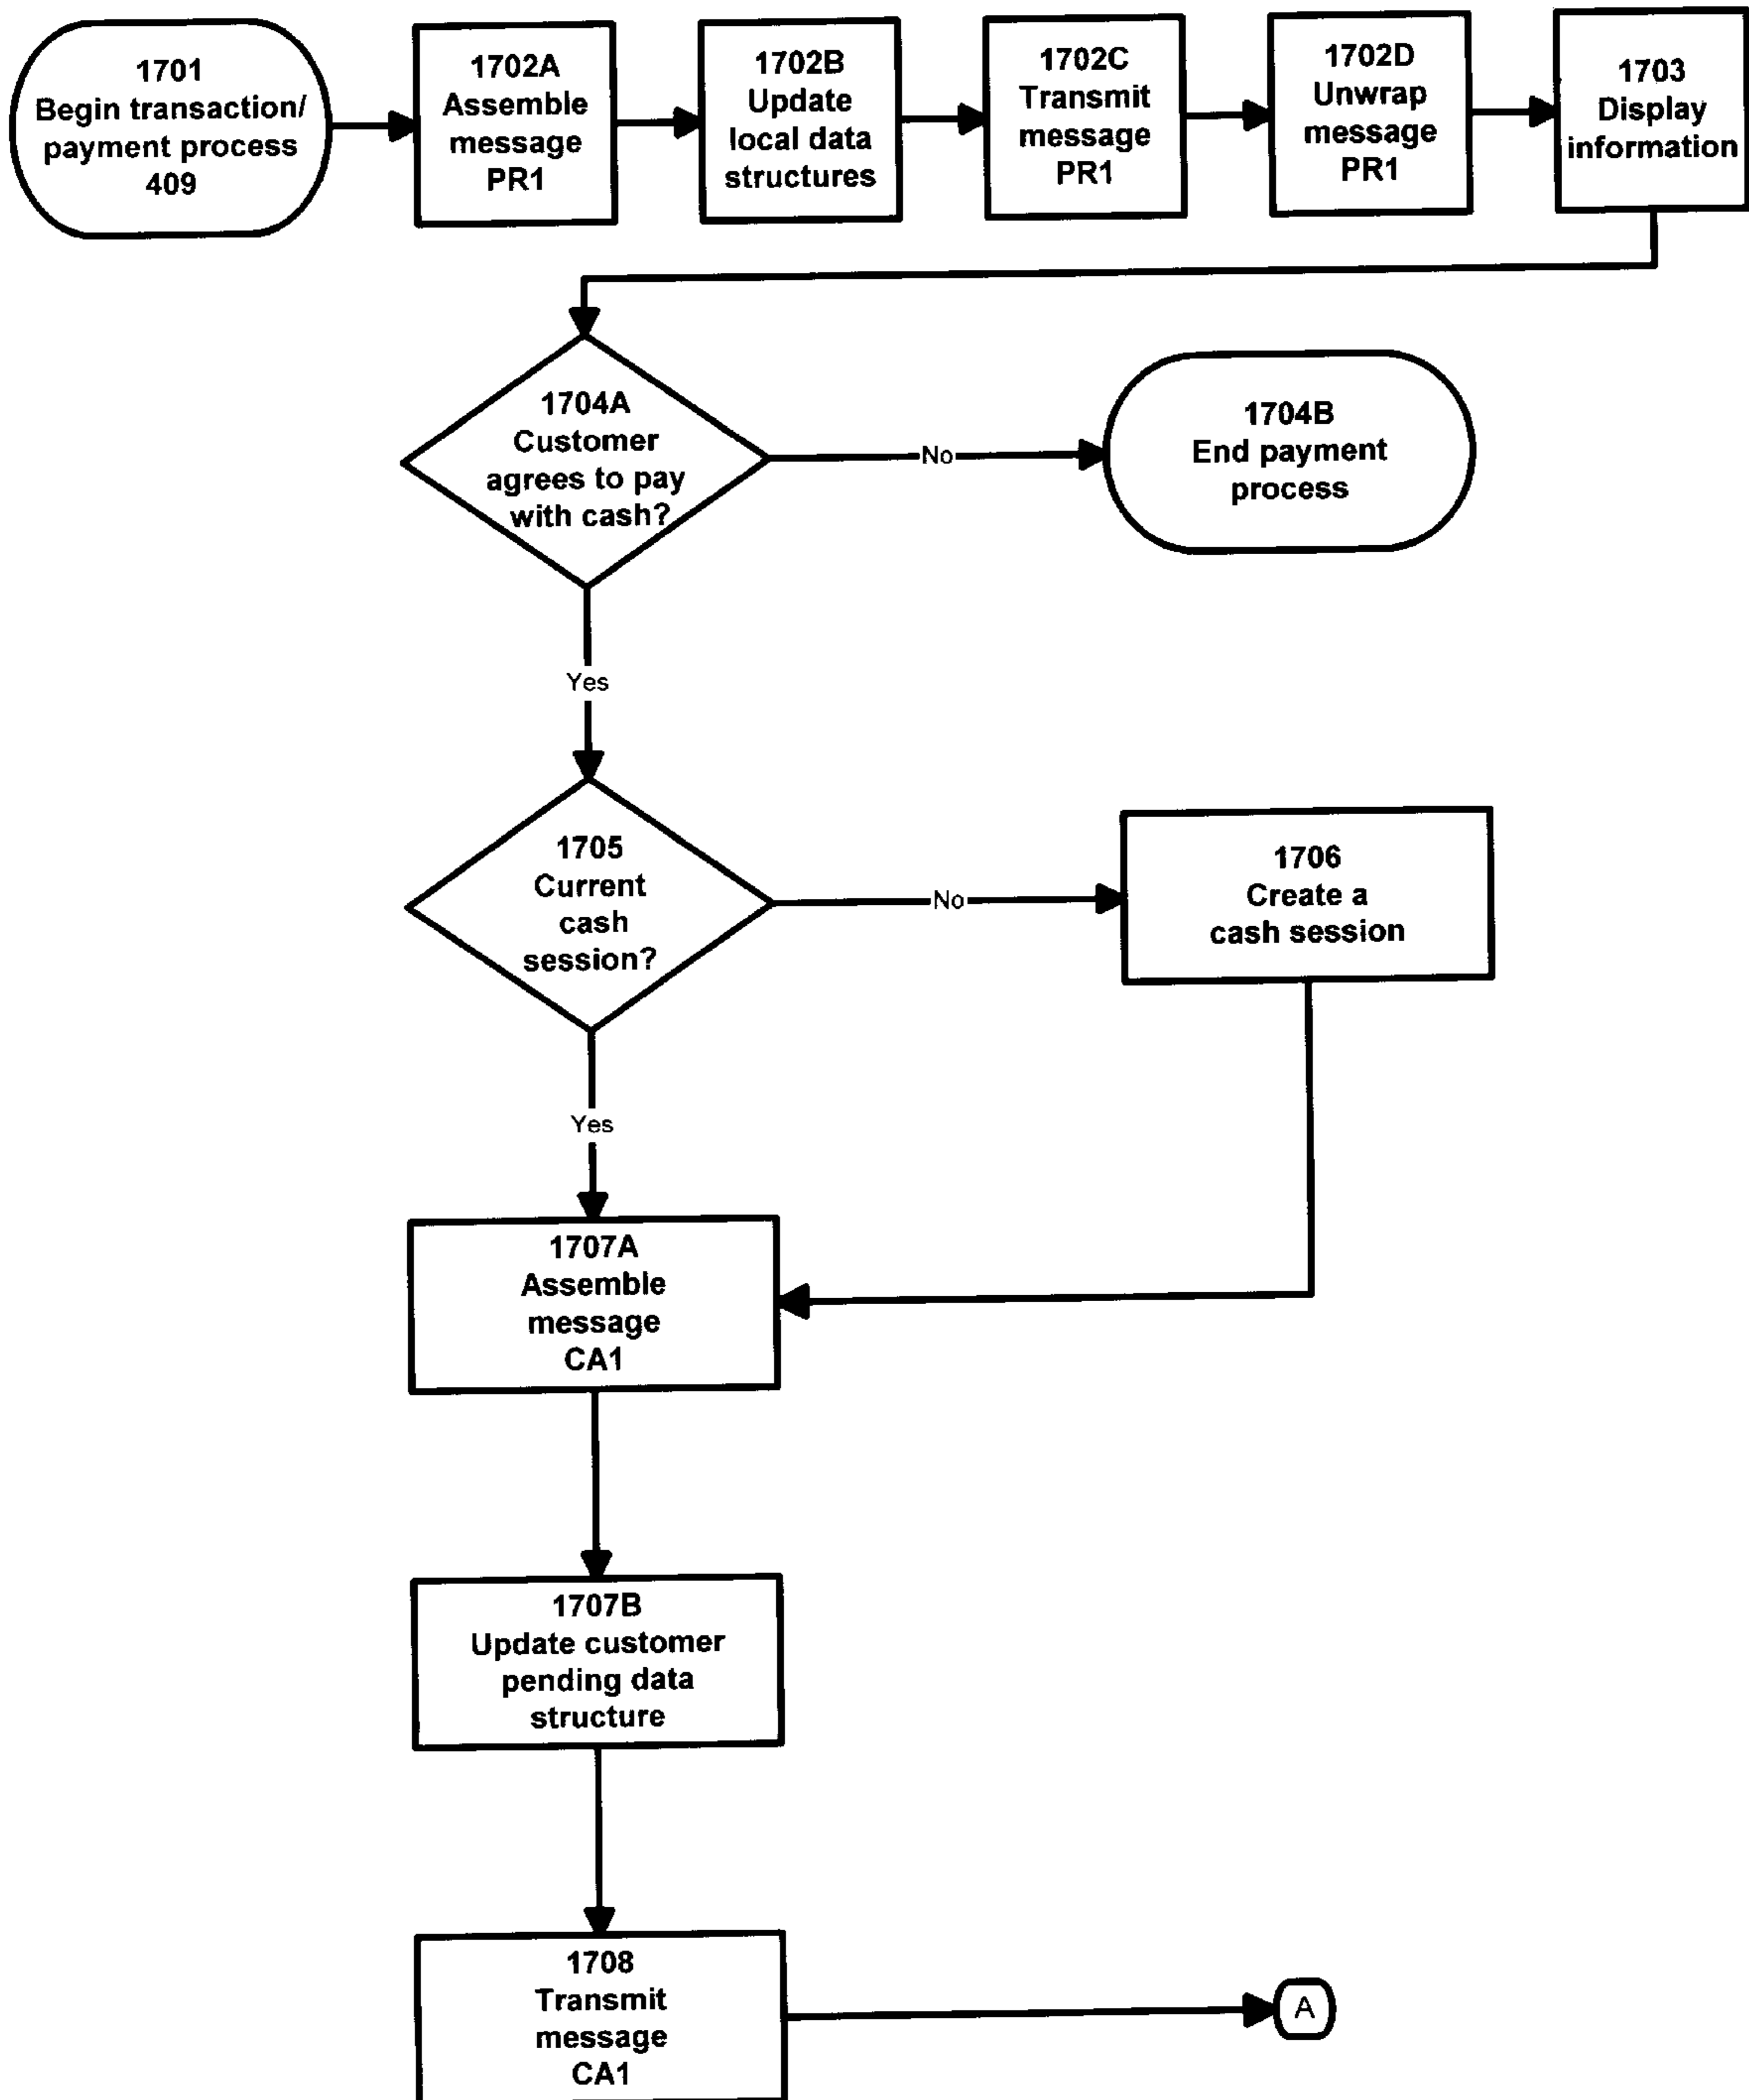 1701
Begin transaction/
payment process
409
1702A
Assemble
message
PR1
1702B
Update
local data
structures
1702C
Transmit
message
PR1
1702D
Unwrap
message
PR1
1703
Display
information
1704A
Customer
agrees to pay
with cash?
No
1704B
End payment
process
Yes
1705
Current
cash
session?
No
1706
Create a
cash session
Yes
1707A
Assemble
message
CA1
1707B
Update customer
pending data
structure
1708
Transmit
message
CA1
A